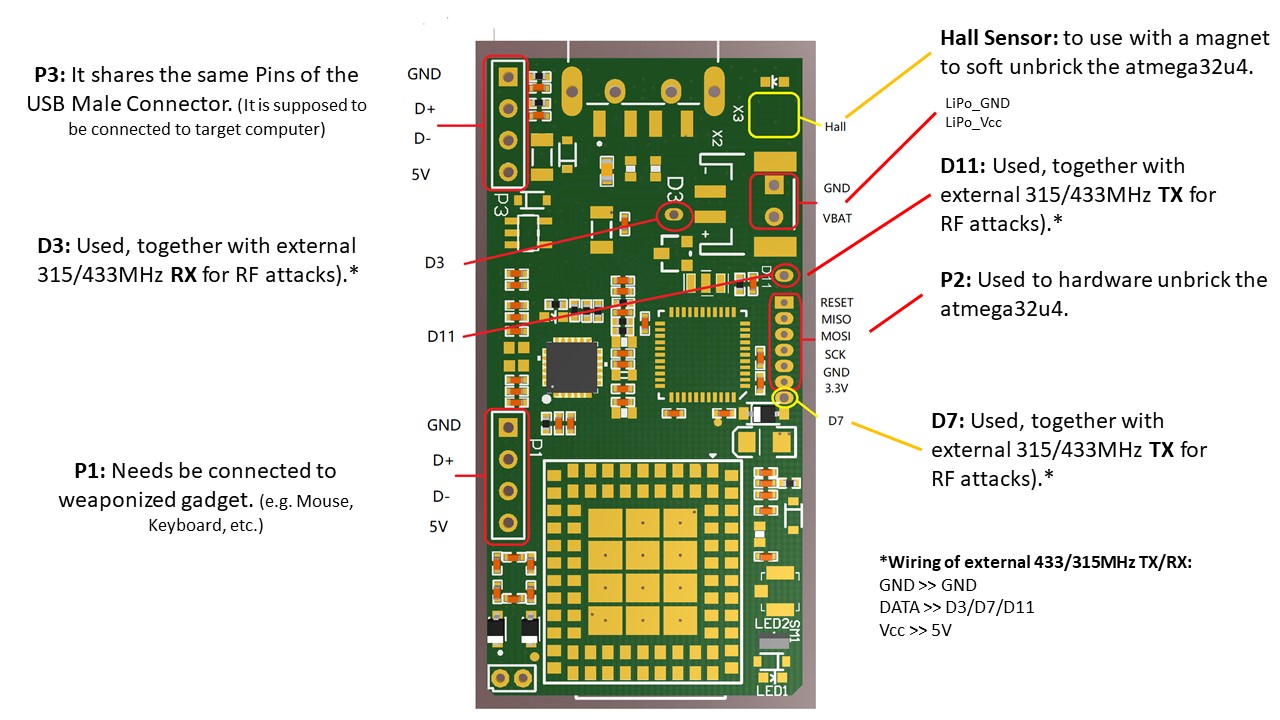 P3: It shares the same Pins of the
USB Male Connector. (It is supposed to
be connected to target computer)
GND
D+
D-
5V
P3
D3: Used, together with external
315/433MHz RX for RF attacks).*
D3
D11
P1: Needs be connected to
weaponized gadget. (e.g. Mouse,
Keyboard, etc.)
GND
D+
D-
5V
P1
X3
X2
D3
+
D11
LED2
SM1
LED1
Hall
GND
VBAT
RESET
MISO
MOSI
SCK
GND
3.3V
D7
Hall Sensor: to use with a magnet
to soft unbrick the atmega32u4.
LiPo_GND
LiPo_Vcc
D11: Used, together with
external 315/433MHz TX for
RF attacks).*
P2: Used to hardware unbrick the
atmega32u4.
D7: Used, together with
external 315/433MHz TX for
RF attacks).*
*Wiring of external 433/315MHz TX/RX:
GND >> GND
DATA >> D3/D7/D11
Vcc >> 5V